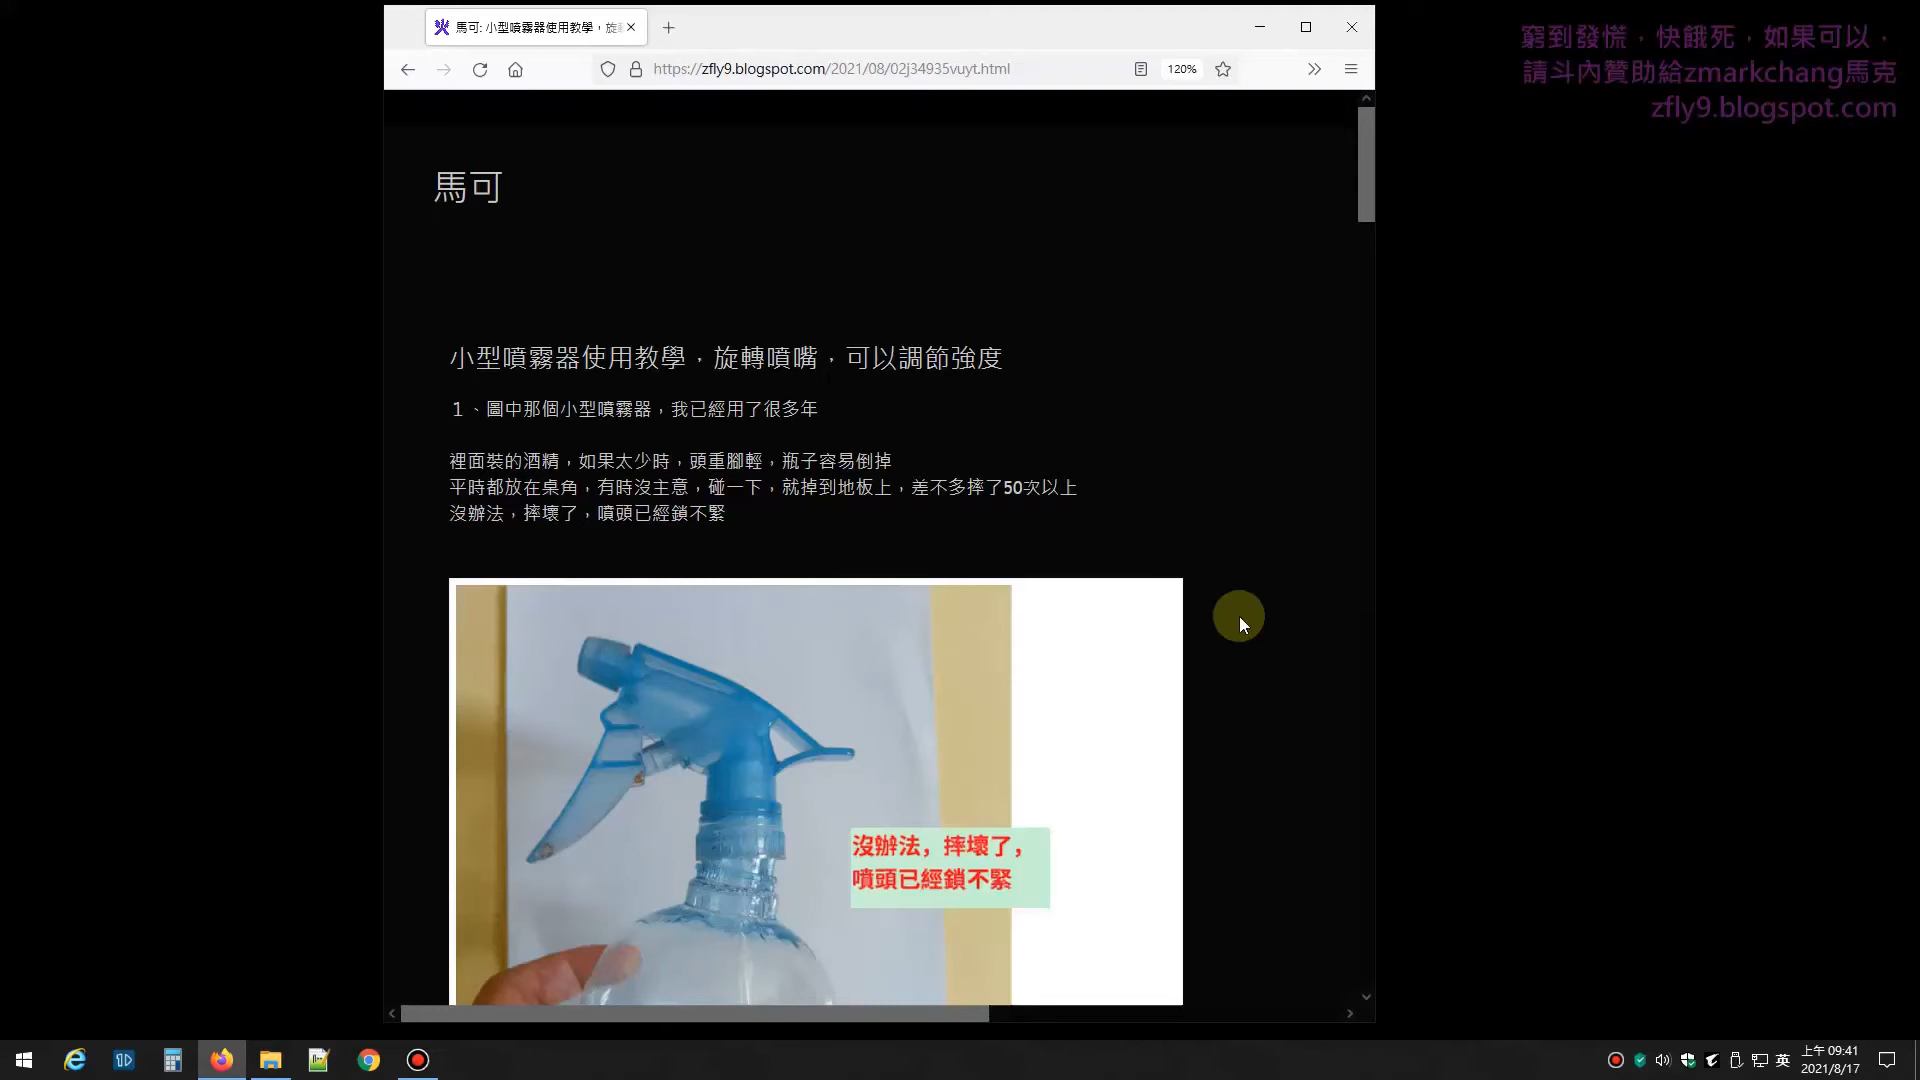 馬可: 小型噴霧器使用教學，旋
https://zfly9.blogspot.com/2021/08/02j34935vuyt.html
120%
窮到發慌，快餓死，如果可以，
請斗內贊助給zmarkchang馬克
zfly9.blogspot.com
馬可
小型噴霧器使用教學，旋轉噴嘴，可以調節強度
１、圖中那個小型噴霧器，我已經用了很多年
裡面裝的酒精，如果太少時，頭重腳輕，瓶子容易倒掉
平時都放在桌角，有時沒主意，碰一下，就掉到地板上，差不多摔了50次以上
沒辦法，摔壞了，噴頭已經鎖不緊
沒辦法，摔壞了，
噴頭已經鎖不緊
英
上午 09:41
2021/8/17